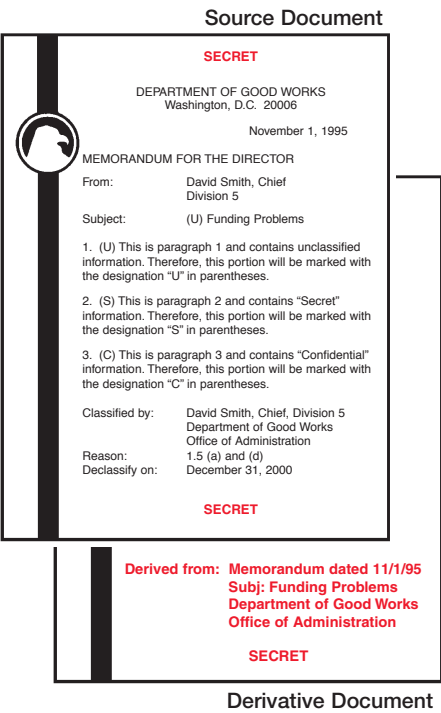 Source Document
SECRET
DEPARTMENT OF GOOD WORKS
Washington, D.C. 20006
November 1, 1995
MEMORANDUM FOR THE DIRECTOR
From: David Smith, Chief
Division 5
Subject: (U) Funding Problems
1. (U) This is paragraph 1 and contains unclassified
information. Therefore, this portion will be marked with
the designation “U” in parentheses.
2. (S) This is paragraph 2 and contains “Secret”
information. Therefore, this portion will be marked with
the designation “S” in parentheses.
3. (C) This is paragraph 3 and contains “Confidential”
information. Therefore, this portion will be marked with
the designation “C” in parentheses.
Classified by: David Smith, Chief, Division 5
Department of Good Works
Office of Administration
Reason: 1.5 (a) and (d)
Declassify on: December 31, 2000
SECRET
Derived from: Memorandum dated 11/1/95
Subj: Funding Problems
Department of Good Works
Office of Administration
SECRET
Derivative Document